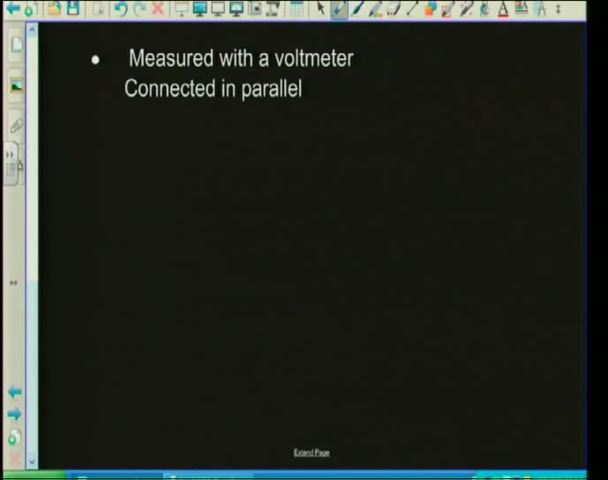 • Measured with a voltmeter
Connected in parallel
Extend Page